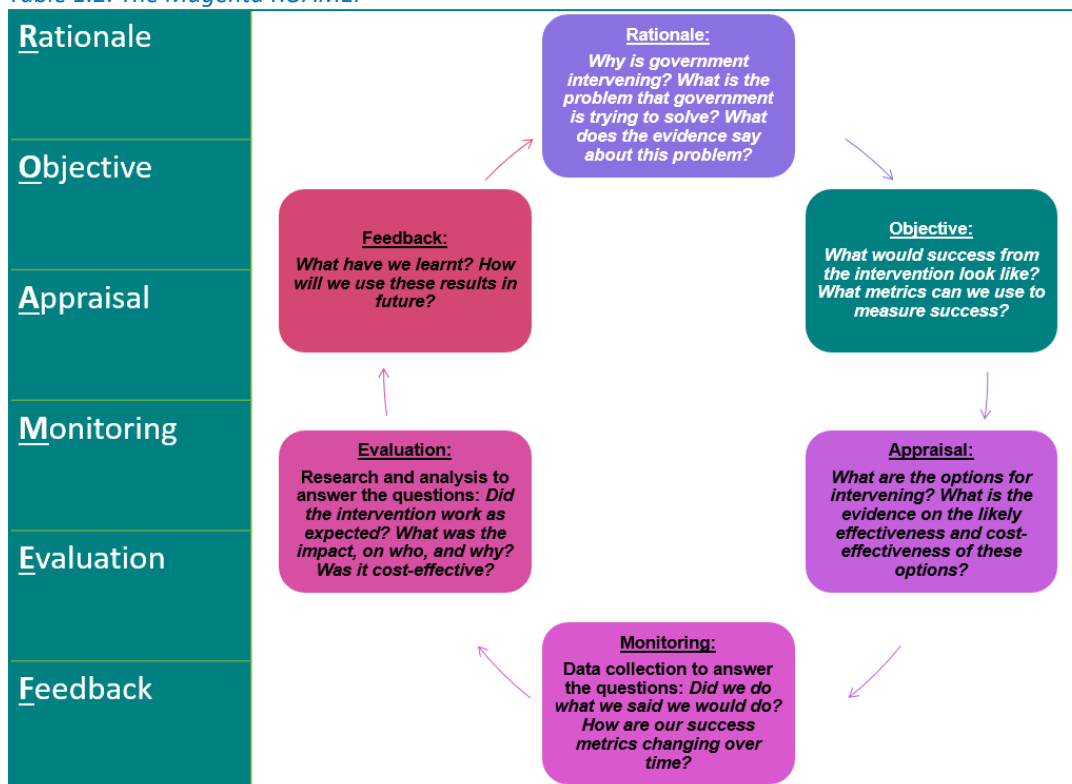 Table 1.2: The Magenta ROAMEF
Rationale
Objective
Appraisal
Monitoring
Evaluation
Feedback
Rationale:
Why is government
intervening? What is the
problem that government
is trying to solve? What
does the evidence say
about this problem?
Objective:
What would success from
the intervention look like?
What metrics can we use to
measure success?
Appraisal:
What are the options for
intervening? What is the
evidence on the likely
effectiveness and cost-
effectiveness of these
options?
Monitoring:
Data collection to answer
the questions: Did we do
what we said we would do?
How are our success
metrics changing over
time?
Evaluation:
Research and analysis to
answer the questions: Did
the intervention work as
expected? What was the
impact, on who, and why?
Was it cost-effective?
Feedback:
What have we learnt? How
will we use these results in
future?